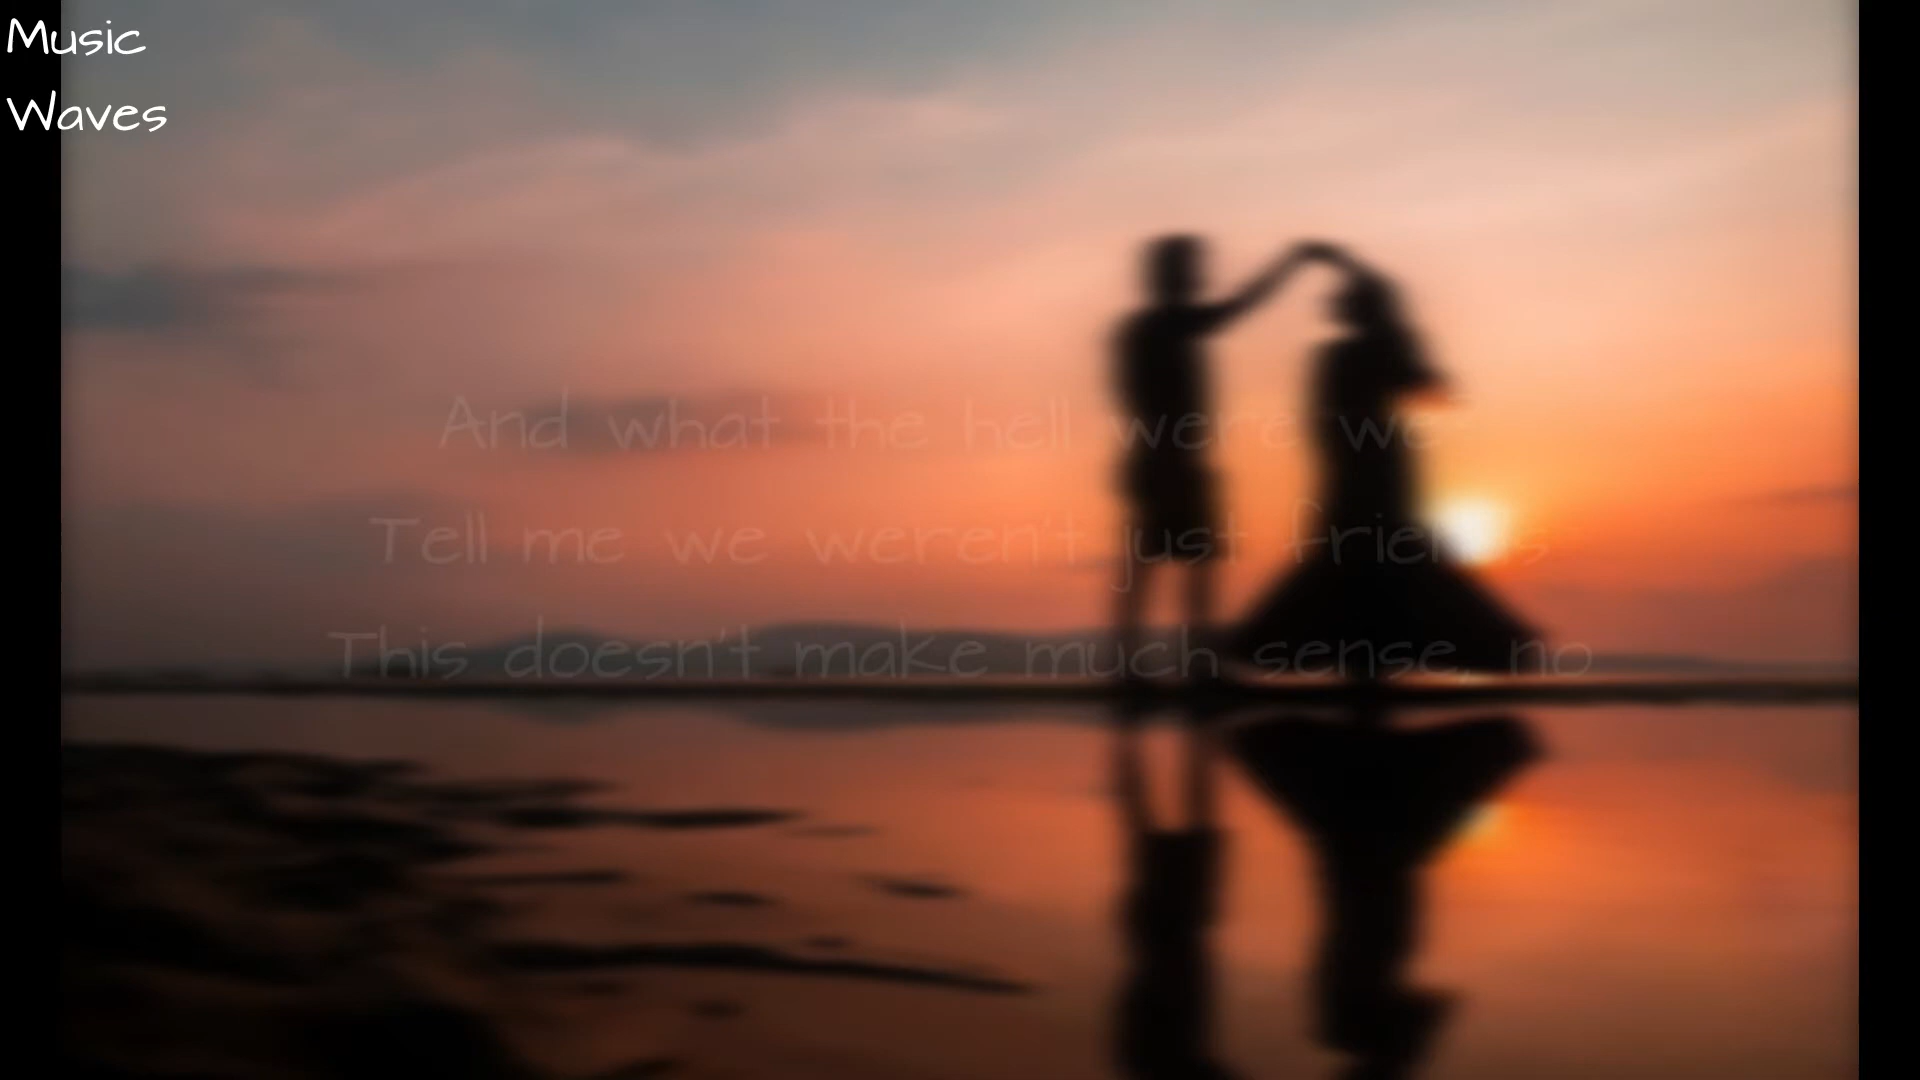 Music
Waves
And what the hell were we?
Tell me we weren't just friends
This doesn't make much sense, no